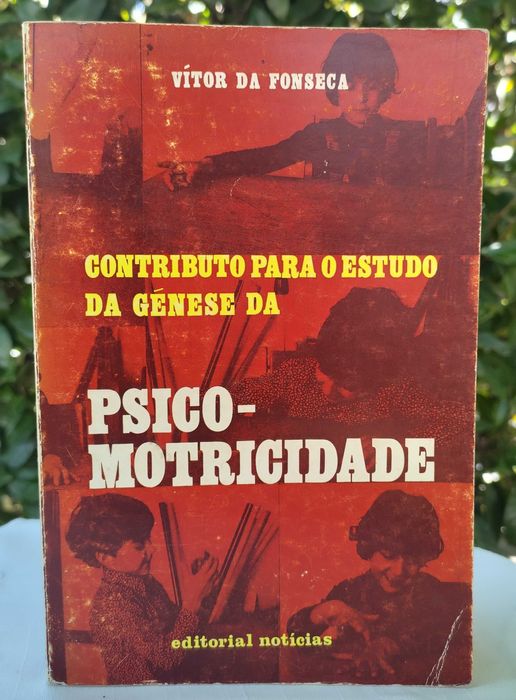 VÍTOR DA FONSECA
CONTRIBUTO PARA O ESTUDO
DA GÉNESE DA
PSICO-
MOTRICIDADE
editorial notícias